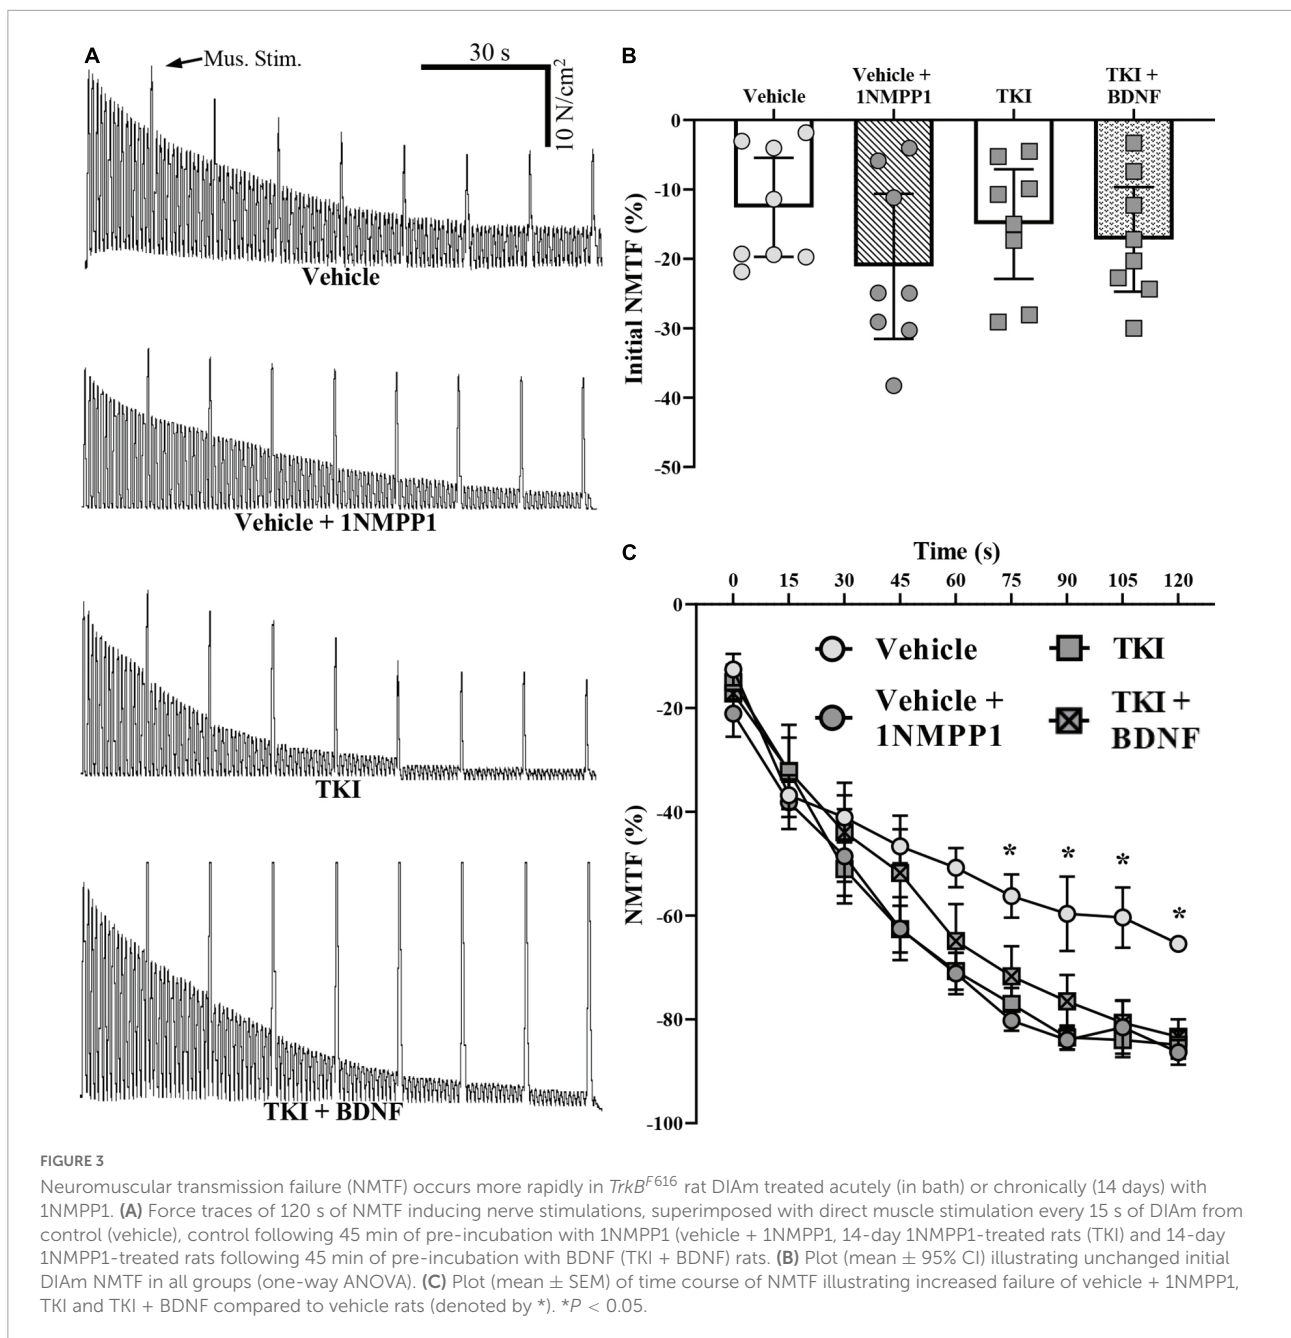 A
Mus. Stim.
30 s
10 N/cm²
Vehicle
Vehicle + 1NMPP1
TKI
TKI + BDNF
B
Vehicle
Vehicle +
1NMPP1
TKI
TKI +
BDNF
Initial NMTF (%)
0
-10
-20
-30
-40
-50
C
Time (s)
0 15 30 45 60 75 90 105 120
NMTF (%)
0
-20
-40
-60
-80
-100
Vehicle
Vehicle +
1NMPP1
TKI
TKI +
BDNF
* * * *
FIGURE 3
Neuromuscular transmission failure (NMTF) occurs more rapidly in TrkB^F616 rat DIAm treated acutely (in bath) or chronically (14 days) with
1NMPP1. (A) Force traces of 120 s of NMTF inducing nerve stimulations, superimposed with direct muscle stimulation every 15 s of DIAm from
control (vehicle), control following 45 min of pre-incubation with 1NMPP1 (vehicle + 1NMPP1, 14-day 1NMPP1-treated rats (TKI) and 14-day
1NMPP1-treated rats following 45 min of pre-incubation with BDNF (TKI + BDNF) rats. (B) Plot (mean ± 95% CI) illustrating unchanged initial
DIAm NMTF in all groups (one-way ANOVA). (C) Plot (mean ± SEM) of time course of NMTF illustrating increased failure of vehicle + 1NMPP1,
TKI and TKI + BDNF compared to vehicle rats (denoted by *). *P < 0.05.